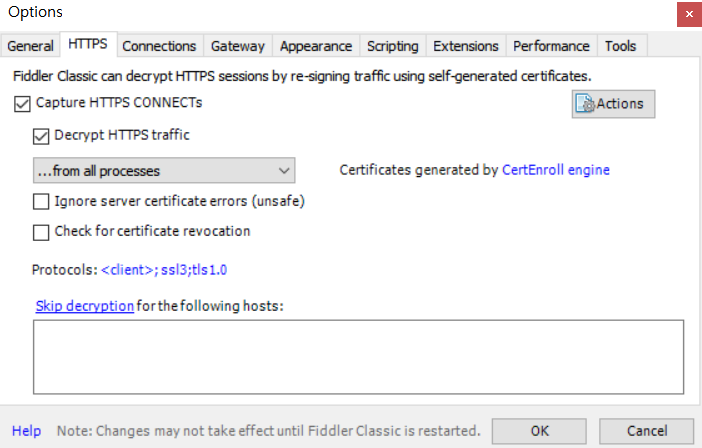 Options
General HTTPS Connections Gateway Appearance Scripting Extensions Performance Tools
Fiddler Classic can decrypt HTTPS sessions by re-signing traffic using self-generated certificates.
Capture HTTPS CONNECTs
Actions
Decrypt HTTPS traffic
...from all processes
Certificates generated by CertEnroll engine
Ignore server certificate errors (unsafe)
Check for certificate revocation
Protocols: <client>; ssl3;tls1.0
Skip decryption for the following hosts:
Help Note: Changes may not take effect until Fiddler Classic is restarted. OK Cancel